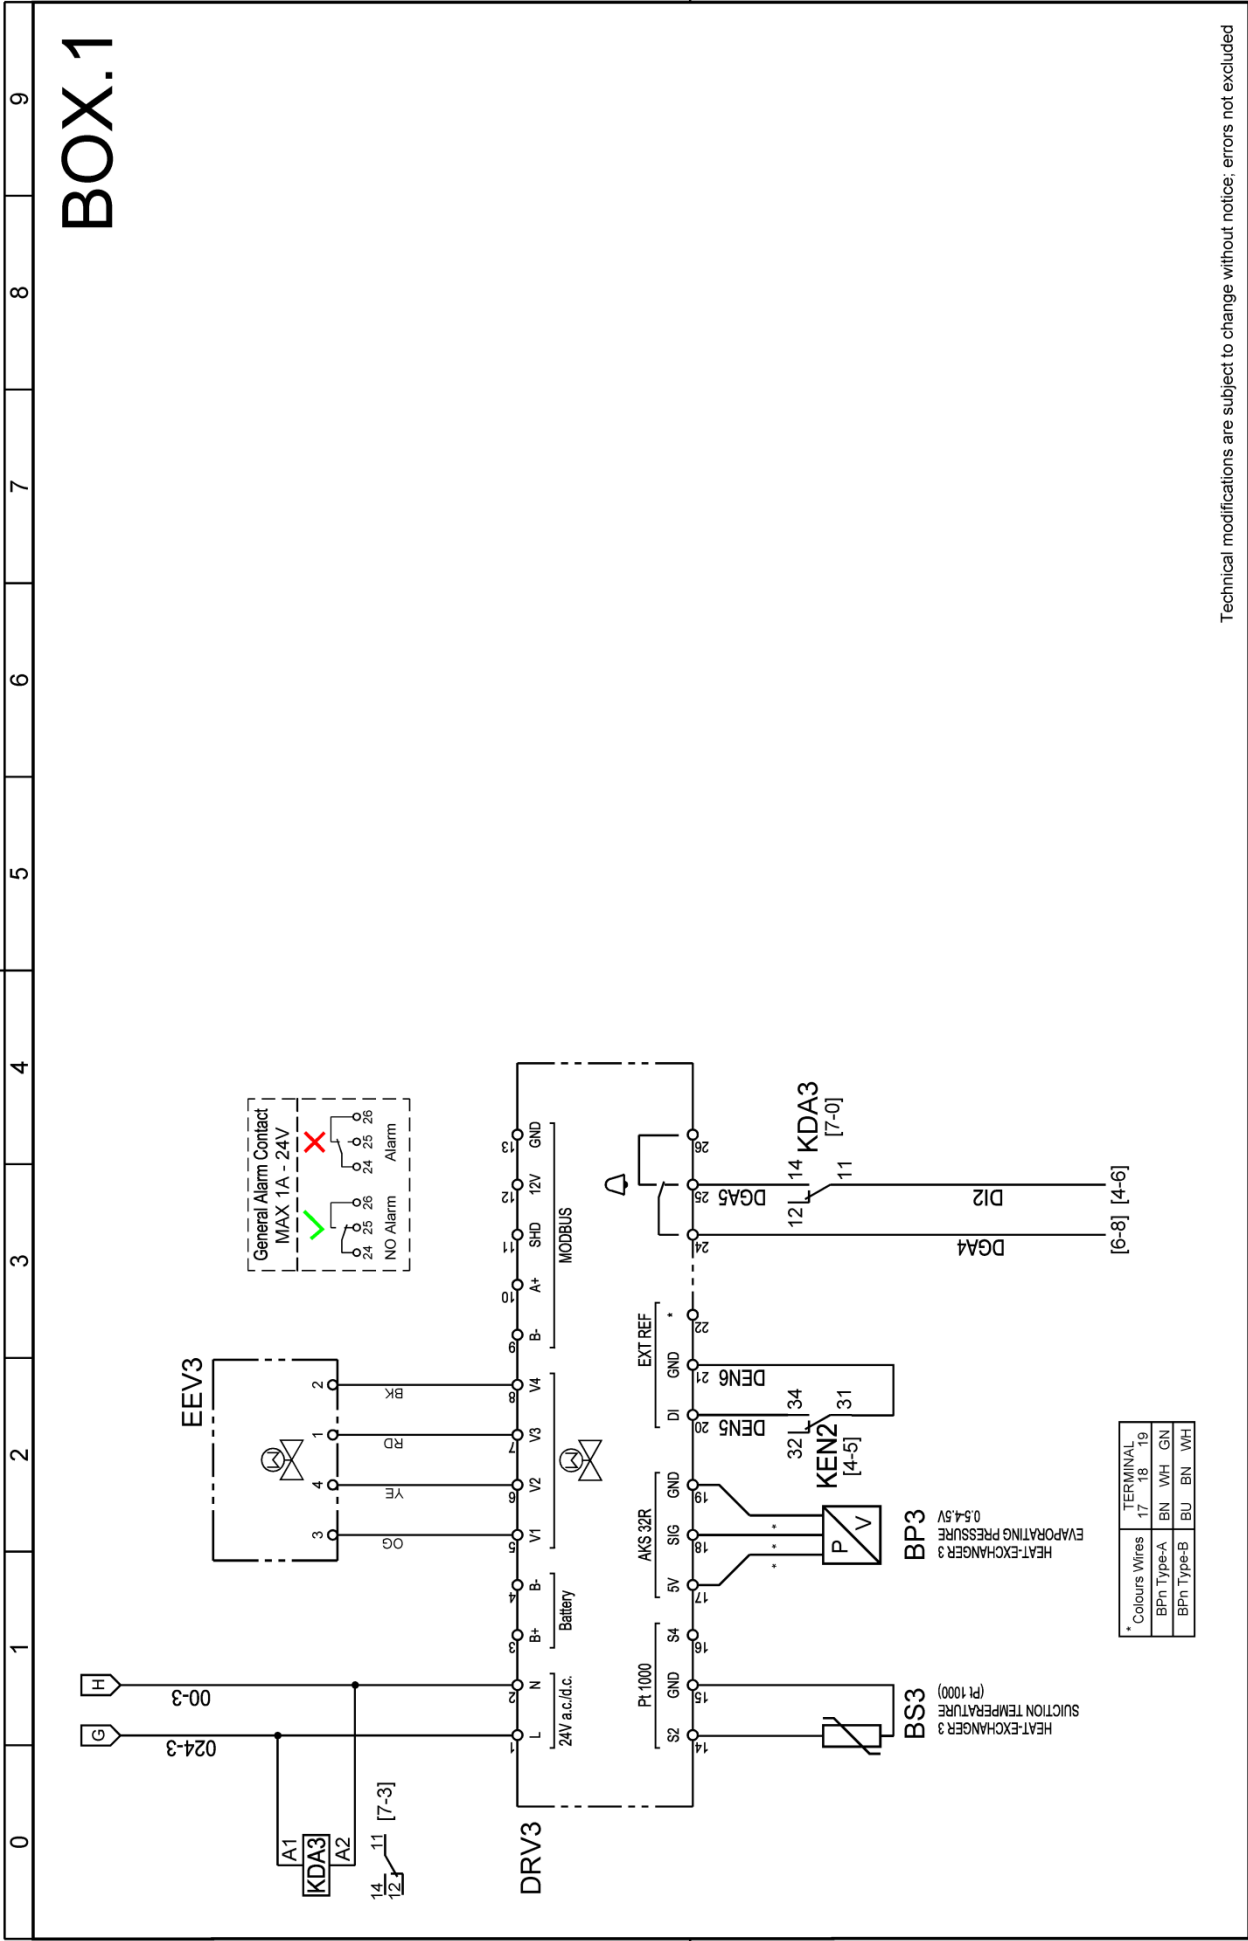 0 1 2 3 4 5 6 7 8 9
BOX.1
G H
024-3 00-3
A1
KDA3
A2
14 11 [7-3]
12
EEV3
3 4 1 2
OG YE RD BK
General Alarm Contact
MAX 1A - 24V
24 25 26 24 25 26
NO Alarm Alarm
DRV3
1 2 3 4 5 6 7 8 9 10 11 12 13
L N B+ B- V1 V2 V3 V4 B- A+ SHD 12V GND
24V a.c./d.c. Battery MODBUS
Pt 1000 AKS 32R EXT REF
S2 GND S4 5V SIG GND DI GND *
14 15 16 17 18 19 20 21 22 24 25 26
DEN5 DEN6 DGA5
* * *
32 34
31
KEN2
[4-5]
12 14
11
KDA3
[7-0]
P V
DGA4 DI2
[6-8] [4-6]
BS3
HEAT-EXCHANGER 3
SUICTION TEMPERATURE
(Pt 1000)
BP3
HEAT-EXCHANGER 3
EVAPORATING PRESSURE
0.5-4.5V
* Colours Wires TERMINAL
17 18 19
BPn Type-A BN WH GN
BPn Type-B BU BN WH
Technical modifications are subject to change without notice; errors not excluded